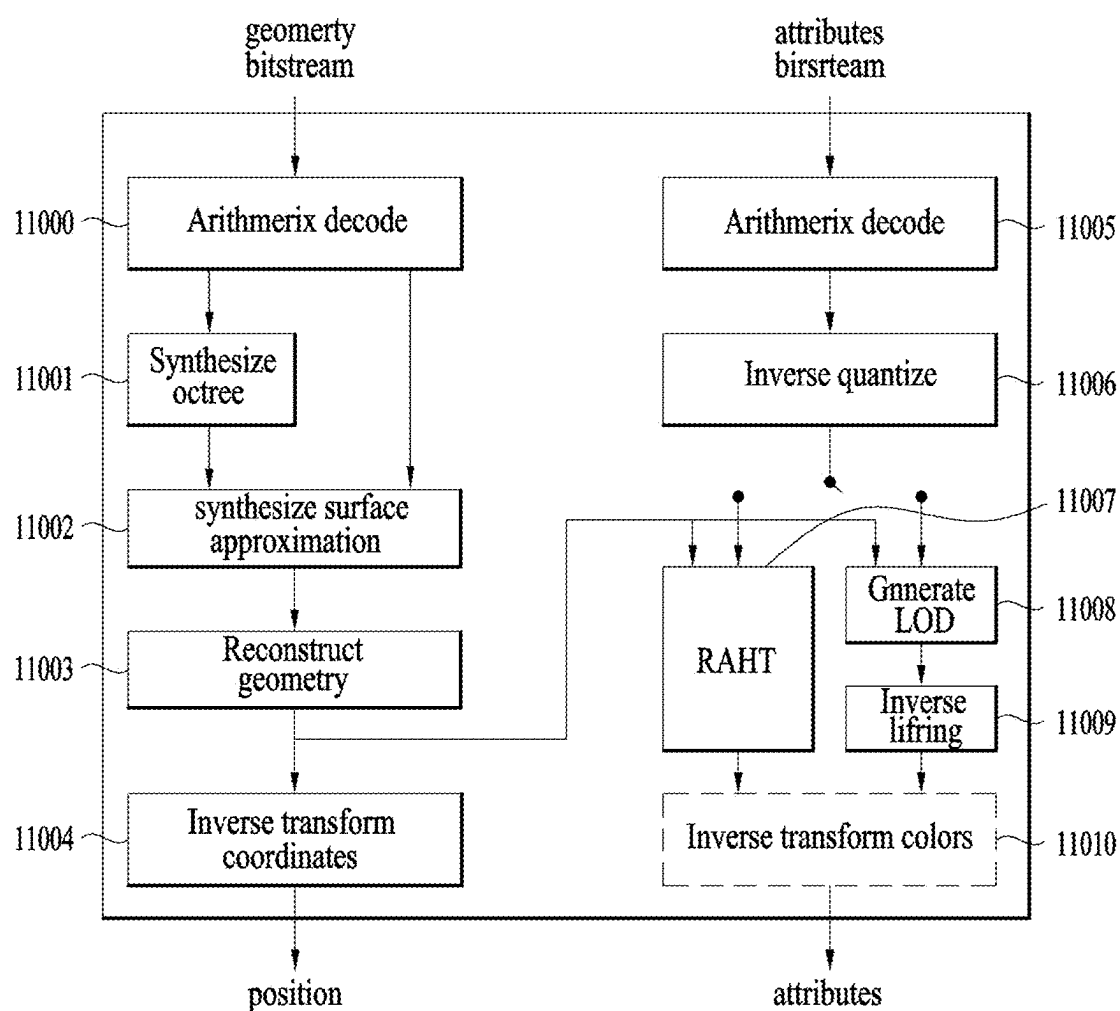 geomerty
bitstream
attributes
birsrteam
11000
Arithmerix decode
Arithmerix decode
11005
11001
Synthesize
octree
Inverse quantize
11006
11002
synthesize surface
approximation
11007
11003
Reconstruct
geometry
RAHT
Gnnerate
LOD
11008
Inverse
lifring
11009
11004
Inverse transform
coordinates
Inverse transform colors
11010
position
attributes